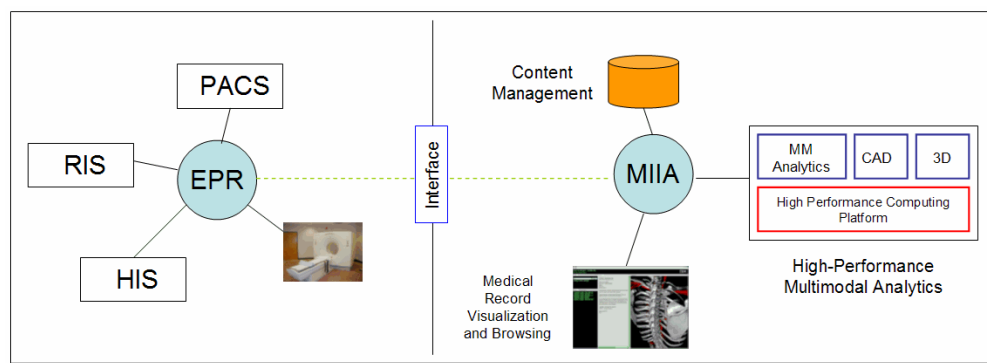 PACS
RIS
EPR
HIS
Interface
Content
Management
MIIA
MM
Analytics
CAD
3D
High Performance Computing
Platform
High-Performance
Multimodal Analytics
Medical
Record
Visualization
and Browsing